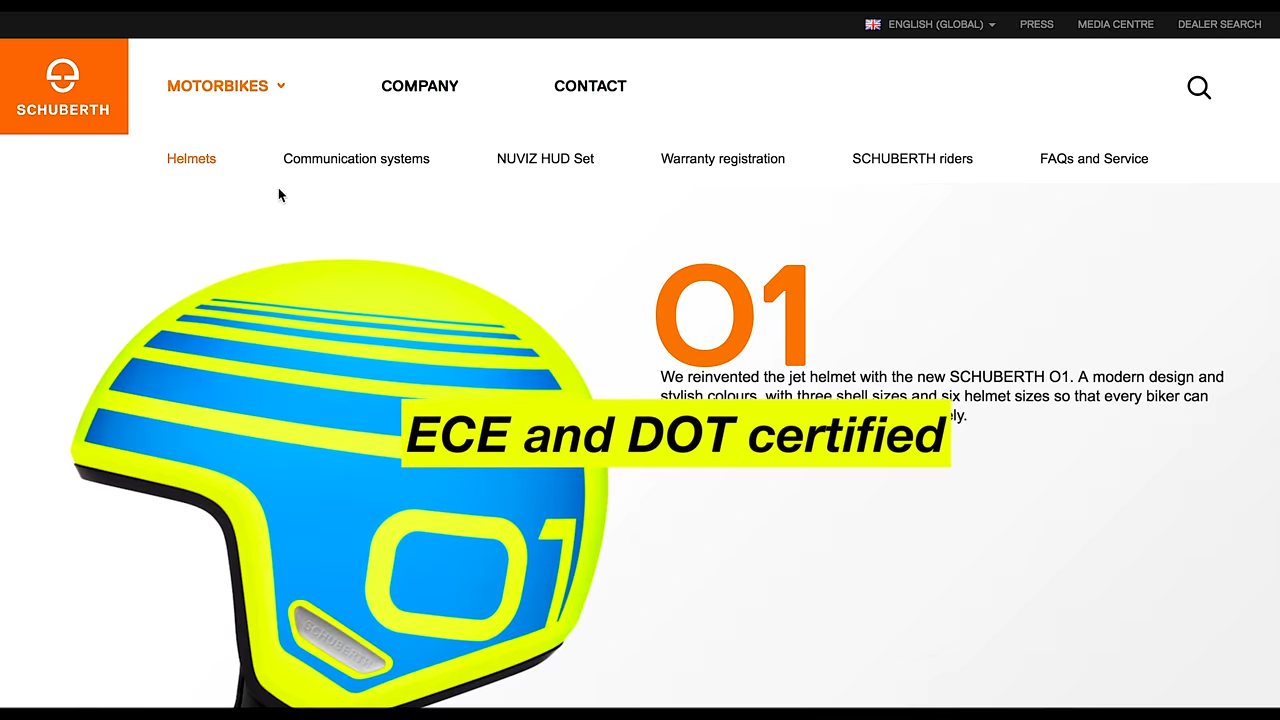 ENGLISH (GLOBAL) PRESS MEDIA CENTRE DEALER SEARCH
SCHUBERTH
MOTORBIKES COMPANY CONTACT
Helmets Communication systems NUVIZ HUD Set Warranty registration SCHUBERTH riders FAQs and Service
O1
We reinvented the jet helmet with the new SCHUBERTH O1. A modern design and
stylish colours, with three shell sizes and six helmet sizes so that every biker can
ECE and DOT certified
O1
SCHUBERTH